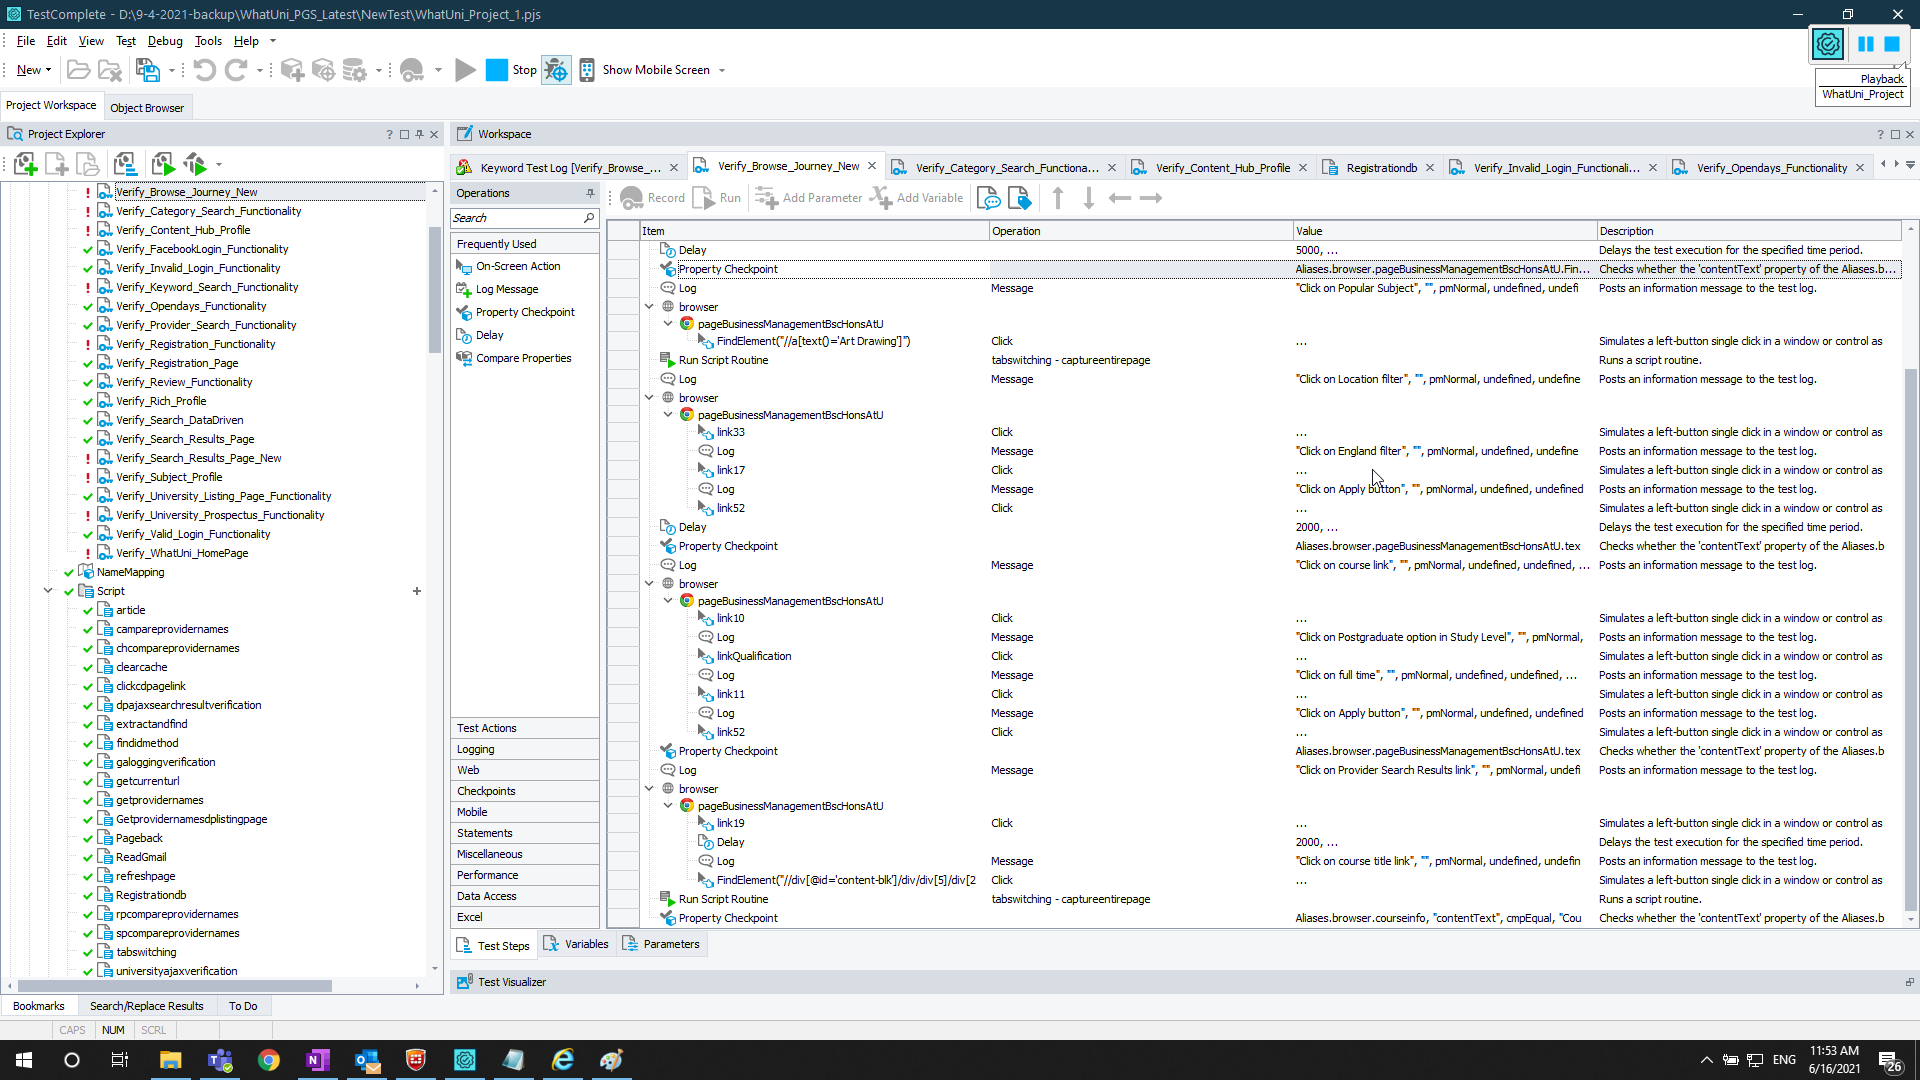 TestComplete - D:\9-4-2021-backup\WhatUni_PGS_Latest\NewTest\WhatUni_Project_1.pjs
File Edit View Test Debug Tools Help
New Stop Show Mobile Screen
Playback
WhatUni_Project
Project Workspace Object Browser
Project Explorer
Workspace
Keyword Test Log [Verify_Browse_... Verify_Browse_Journey_New Verify_Category_Search_Functiona... Verify_Content_Hub_Profile Registrationdb Verify_Invalid_Login_Functionali... Verify_Opendays_Functionality
Record Run Add Parameter Add Variable
Verify_Browse_Journey_New
Verify_Category_Search_Functionality
Verify_Content_Hub_Profile
Verify_FacebookLogin_Functionality
Verify_Invalid_Login_Functionality
Verify_Keyword_Search_Functionality
Verify_Opendays_Functionality
Verify_Provider_Search_Functionality
Verify_Registration_Functionality
Verify_Registration_Page
Verify_Review_Functionality
Verify_Rich_Profile
Verify_Search_DataDriven
Verify_Search_Results_Page
Verify_Search_Results_Page_New
Verify_Subject_Profile
Verify_University_Listing_Page_Functionality
Verify_University_Prospectus_Functionality
Verify_Valid_Login_Functionality
Verify_WhatUni_HomePage
NameMapping
Script
article
campareprovidernames
chcompareprovidernames
clearcache
clickcdpagelink
dpajaxsearchresultverification
extractandfind
findidmethod
galoggingverification
getcurrenturl
getprovidernames
Getprovidernamesdplistingpage
Pageback
ReadGmail
refreshpage
Registrationdb
rpcompareprovidernames
spcompareprovidernames
tabswitching
universityajaxverification
Operations
Search
Frequently Used
On-Screen Action
Log Message
Property Checkpoint
Delay
Compare Properties
Test Actions
Logging
Web
Checkpoints
Mobile
Statements
Miscellaneous
Performance
Data Access
Excel
Item Operation Value Description
Delay 5000, ... Delays the test execution for the specified time period.
Property Checkpoint Aliases.browser.pageBusinessManagementBscHonsAtU.Fin... Checks whether the 'contentText' property of the Aliases.b...
Log Message "Click on Popular Subject", "", pmNormal, undefined, undefi Posts an information message to the test log.
browser
pageBusinessManagementBscHonsAtU
FindElement("//a[text()='Art Drawing']") Click ... Simulates a left-button single click in a window or control as
Run Script Routine tabswitching - captureentirepage Runs a script routine.
Log Message "Click on Location filter", "", pmNormal, undefined, undefine Posts an information message to the test log.
browser
pageBusinessManagementBscHonsAtU
link33 Click ... Simulates a left-button single click in a window or control as
Log Message "Click on England filter", "", pmNormal, undefined, undefine Posts an information message to the test log.
link17 Click ... Simulates a left-button single click in a window or control as
Log Message "Click on Apply button", "", pmNormal, undefined, undefined Posts an information message to the test log.
link52 Click ... Simulates a left-button single click in a window or control as
Delay 2000, ... Delays the test execution for the specified time period.
Property Checkpoint Aliases.browser.pageBusinessManagementBscHonsAtU.tex Checks whether the 'contentText' property of the Aliases.b
Log Message "Click on course link", "", pmNormal, undefined, undefined, ... Posts an information message to the test log.
browser
pageBusinessManagementBscHonsAtU
link10 Click ... Simulates a left-button single click in a window or control as
Log Message "Click on Postgraduate option in Study Level", "", pmNormal, Posts an information message to the test log.
linkQualification Click ... Simulates a left-button single click in a window or control as
Log Message "Click on full time", "", pmNormal, undefined, undefined, ... Posts an information message to the test log.
link11 Click ... Simulates a left-button single click in a window or control as
Log Message "Click on Apply button", "", pmNormal, undefined, undefined Posts an information message to the test log.
link52 Click ... Simulates a left-button single click in a window or control as
Property Checkpoint Aliases.browser.pageBusinessManagementBscHonsAtU.tex Checks whether the 'contentText' property of the Aliases.b
Log Message "Click on Provider Search Results link", "", pmNormal, undefi Posts an information message to the test log.
browser
pageBusinessManagementBscHonsAtU
link19 Click ... Simulates a left-button single click in a window or control as
Delay 2000, ... Delays the test execution for the specified time period.
Log Message "Click on course title link", "", pmNormal, undefined, undefin Posts an information message to the test log.
FindElement("//div[@id='content-blk']/div/div[5]/div[2 Click ... Simulates a left-button single click in a window or control as
Run Script Routine tabswitching - captureentirepage Runs a script routine.
Property Checkpoint Aliases.browser.courseinfo, "contentText", cmpEqual, "Cou Checks whether the 'contentText' property of the Aliases.b
Test Steps Variables Parameters
Test Visualizer
Bookmarks Search/Replace Results To Do
CAPS NUM SCRL
ENG 11:53 AM
6/16/2021
26